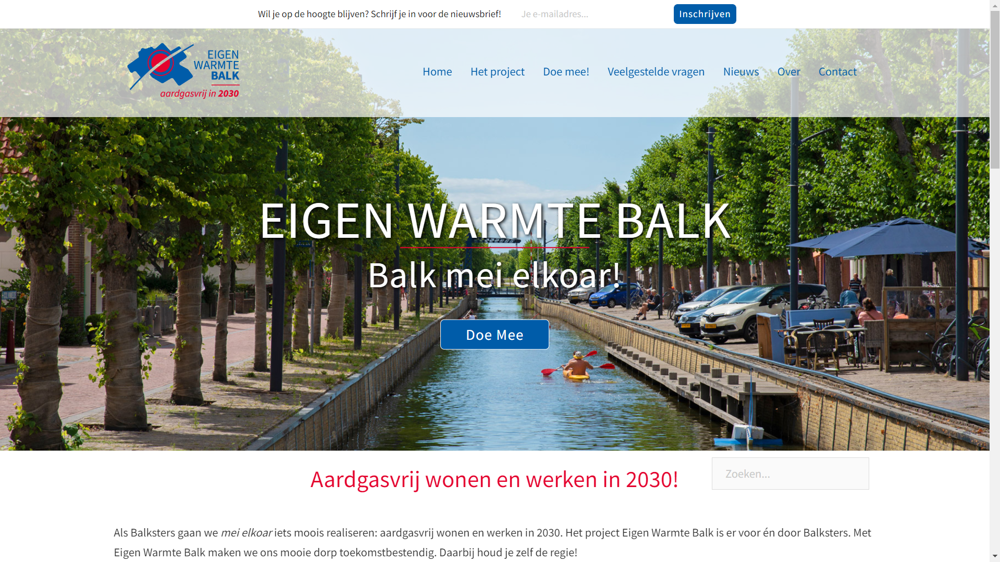 Wil je op de hoogte blijven? Schrijf je in voor de nieuwsbrief!
Je e-mailadres...
Inschrijven
EIGEN
WARMTE
BALK
aardgasvrij in 2030
Home
Het project
Doe mee!
Veelgestelde vragen
Nieuws
Over
Contact
EIGEN WARMTE BALK
Balk mei elkoar!
Doe Mee
Aardgasvrij wonen en werken in 2030!
Zoeken...
Als Balksters gaan we mei elkoar iets moois realiseren: aardgasvrij wonen en werken in 2030. Het project Eigen Warmte Balk is er voor én door Balksters. Met
Eigen Warmte Balk maken we ons mooie dorp toekomstbestendig. Daarbij houd je zelf de regie!